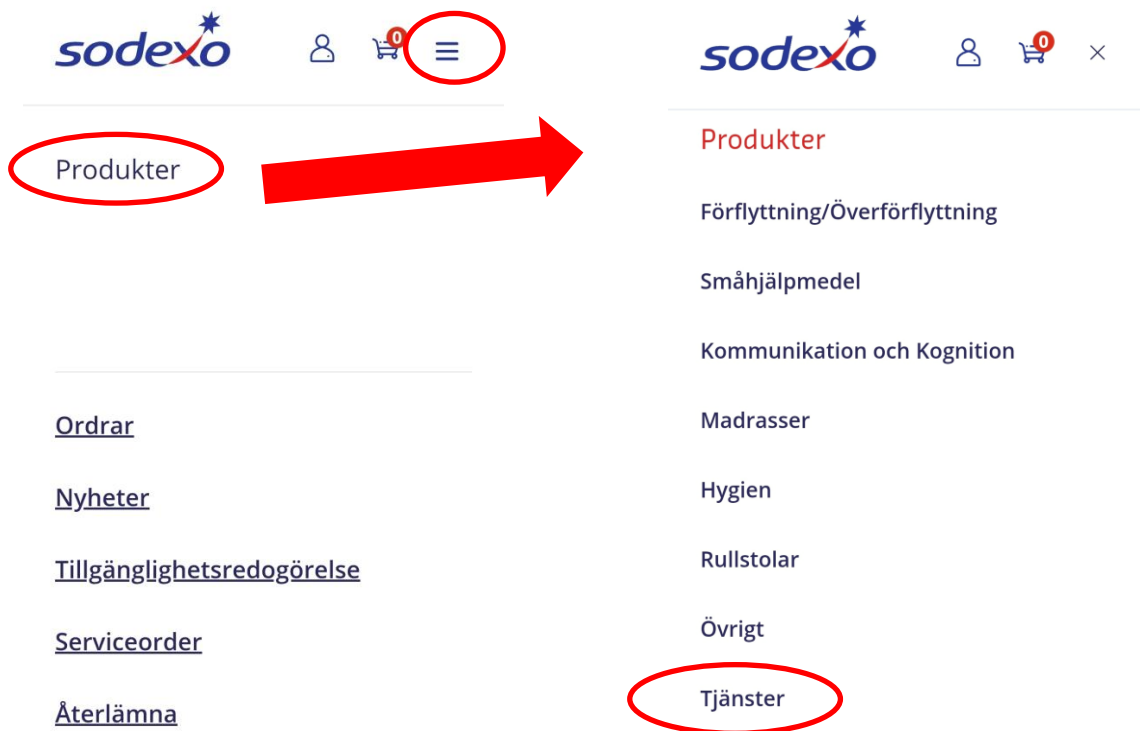 sodexo
0
Produkter
Ordrar
Nyheter
Tillgänglighetsredogörelse
Serviceorder
Återlämna
sodexo
0
Produkter
Förflyttning/Överförflyttning
Småhjälpmedel
Kommunikation och Kognition
Madrasser
Hygien
Rullstolar
Övrigt
Tjänster